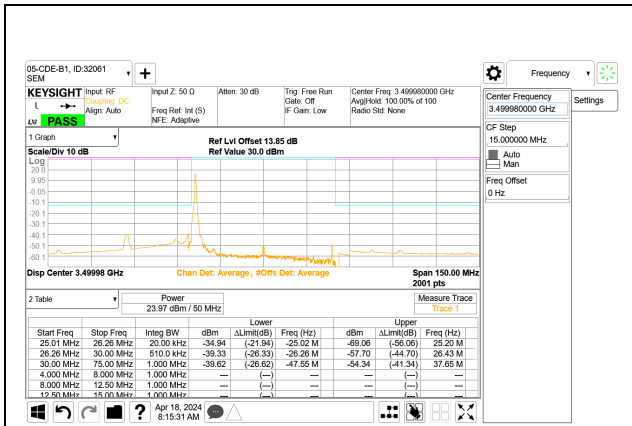 05-CDE-B1, ID:32061
SEM
Frequency
KEYSIGHT
L
LXI
PASS
Input: RF
Coupling: DC
Align: Auto
Input Z: 50 Ω
Freq Ref: Int (S)
NFE: Adaptive
Atten: 30 dB
Trig: Free Run
Gate: Off
IF Gain: Low
Center Freq: 3.499980000 GHz
Avg|Hold: 100.00% of 100
Radio Std: None
Center Frequency
3.499980000 GHz
Settings
CF Step
15.000000 MHz
Auto
Man
Freq Offset
0 Hz
1 Graph
Scale/Div 10 dB
Ref Lvl Offset 13.85 dB
Ref Value 30.0 dBm
Log
20.0
9.95
-0.05
-10.1
-20.1
-30.1
-40.1
-50.1
-60.1
Disp Center 3.49998 GHz
Chan Det: Average , #Offs Det: Average
Span 150.00 MHz
2001 pts
2 Table
Power
23.97 dBm / 50 MHz
Measure Trace
Trace 1
Lower Upper
Start Freq Stop Freq Integ BW dBm ΔLimit(dB) Freq (Hz) dBm ΔLimit(dB) Freq (Hz)
25.01 MHz 26.26 MHz 20.00 kHz -34.94 (-21.94) -25.02 M -69.06 (-56.06) 25.20 M
26.26 MHz 30.00 MHz 510.0 kHz -39.33 (-26.33) -26.26 M -57.70 (-44.70) 26.43 M
30.00 MHz 75.00 MHz 1.000 MHz -39.62 (-26.62) -47.55 M -54.34 (-41.34) 37.65 M
4.000 MHz 8.000 MHz 1.000 MHz --- (---) --- --- (---) ---
8.000 MHz 12.50 MHz 1.000 MHz --- (---) --- --- (---) ---
12.50 MHz 15.00 MHz 1.000 MHz --- (---) --- --- (---) ---
?
Apr 18, 2024
8:15:31 AM